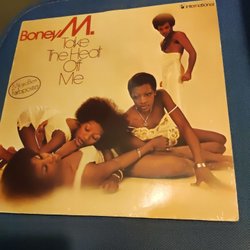 Boney M.
Take
The Heat
Off
Me
international